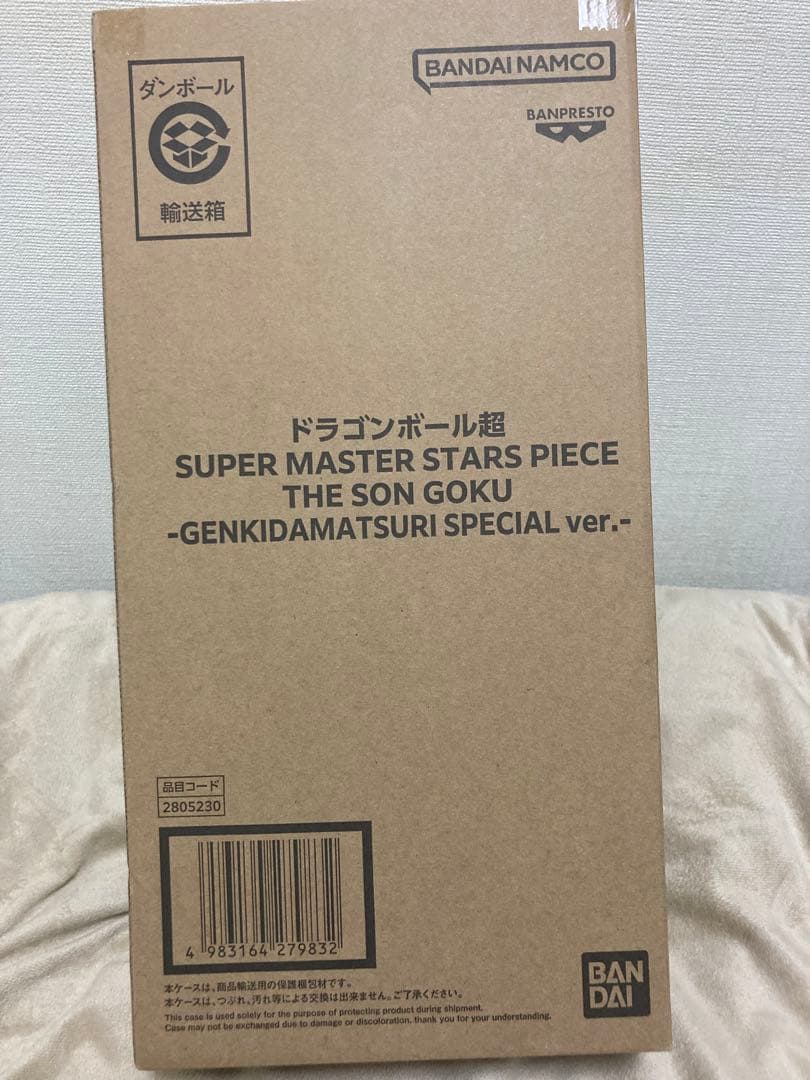 ダンボール
輸送箱
BANDAI NAMCO
BANPRESTO
ドラゴンボール超
SUPER MASTER STARS PIECE
THE SON GOKU
-GENKIDAMATSURI SPECIAL ver.-
品目コード
2805230
4 983164 279832
本ケースは、商品輸送用の保護梱包材です。
本ケースは、つぶれ、汚れ等による交換は出来ません。ご了承ください。
This case is used solely for the purpose of protecting product during shipment.
Case may not be exchanged due to damage or discoloration. thank you for your understanding.
BAN
DAI